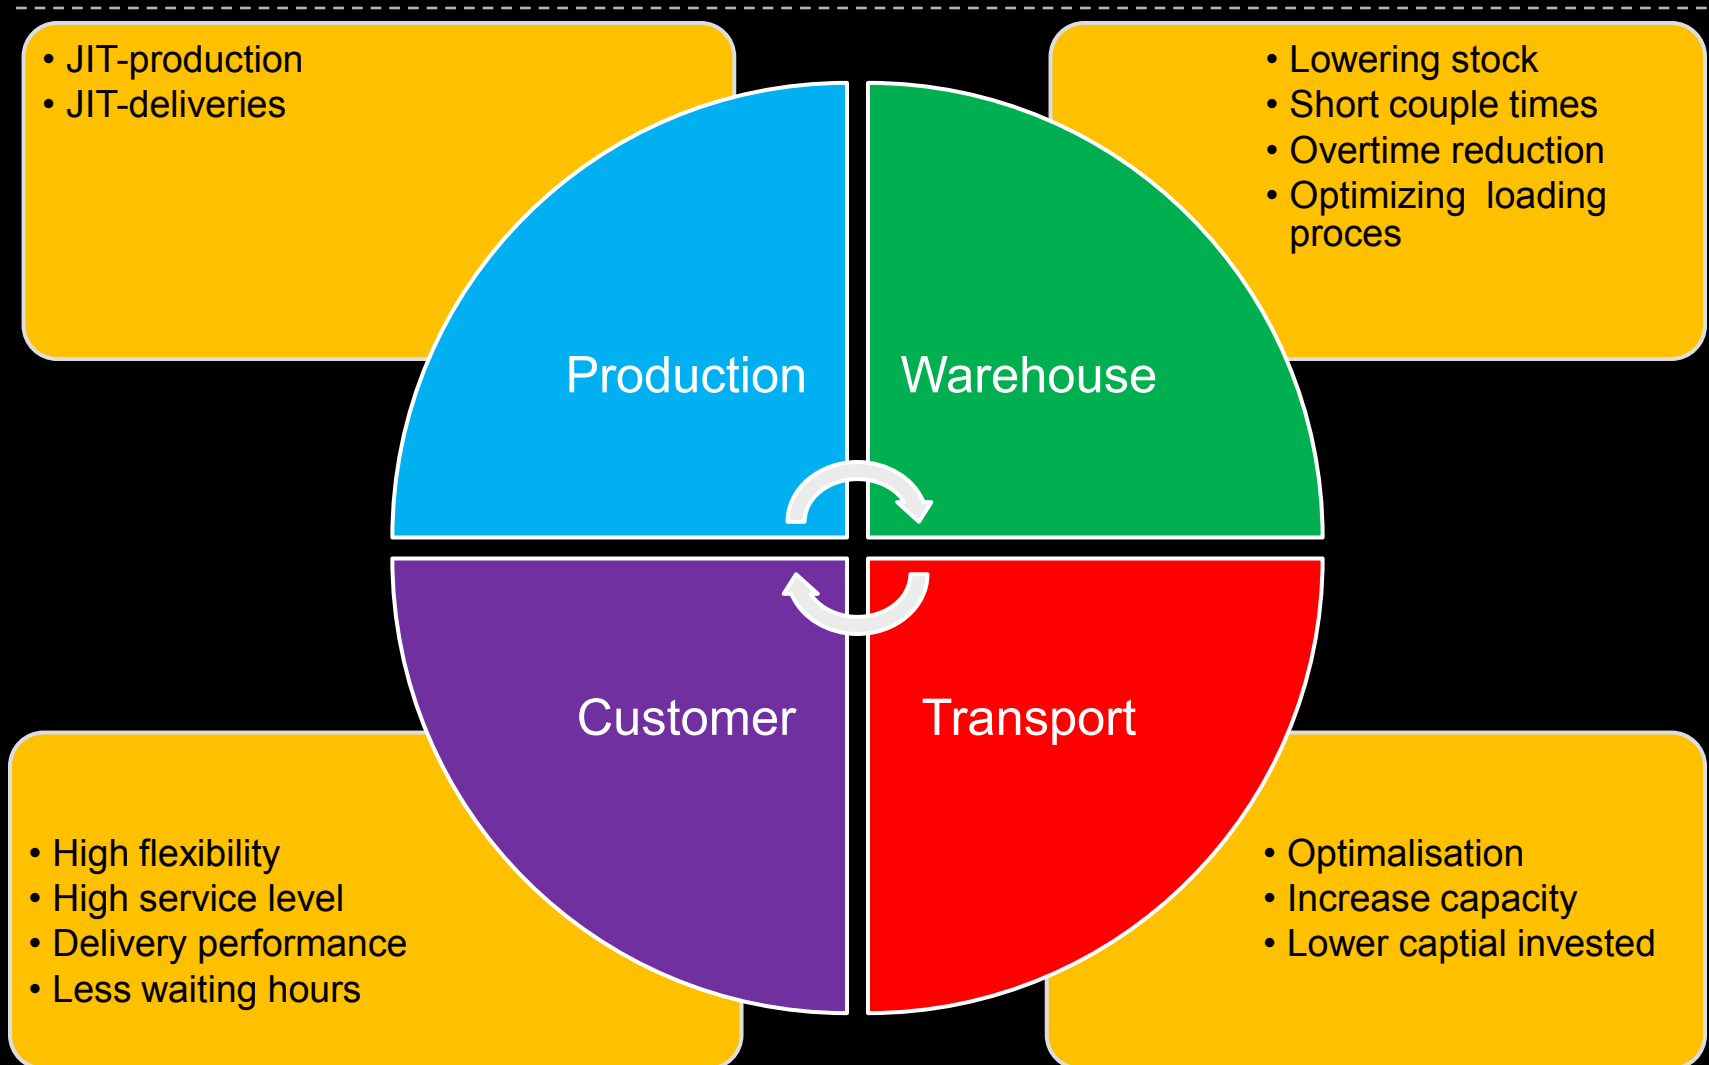 • JIT-production
• JIT-deliveries
• Lowering stock
• Short couple times
• Overtime reduction
• Optimizing loading
proces
Production
Warehouse
Customer
Transport
• High flexibility
• High service level
• Delivery performance
• Less waiting hours
• Optimalisation
• Increase capacity
• Lower captial invested